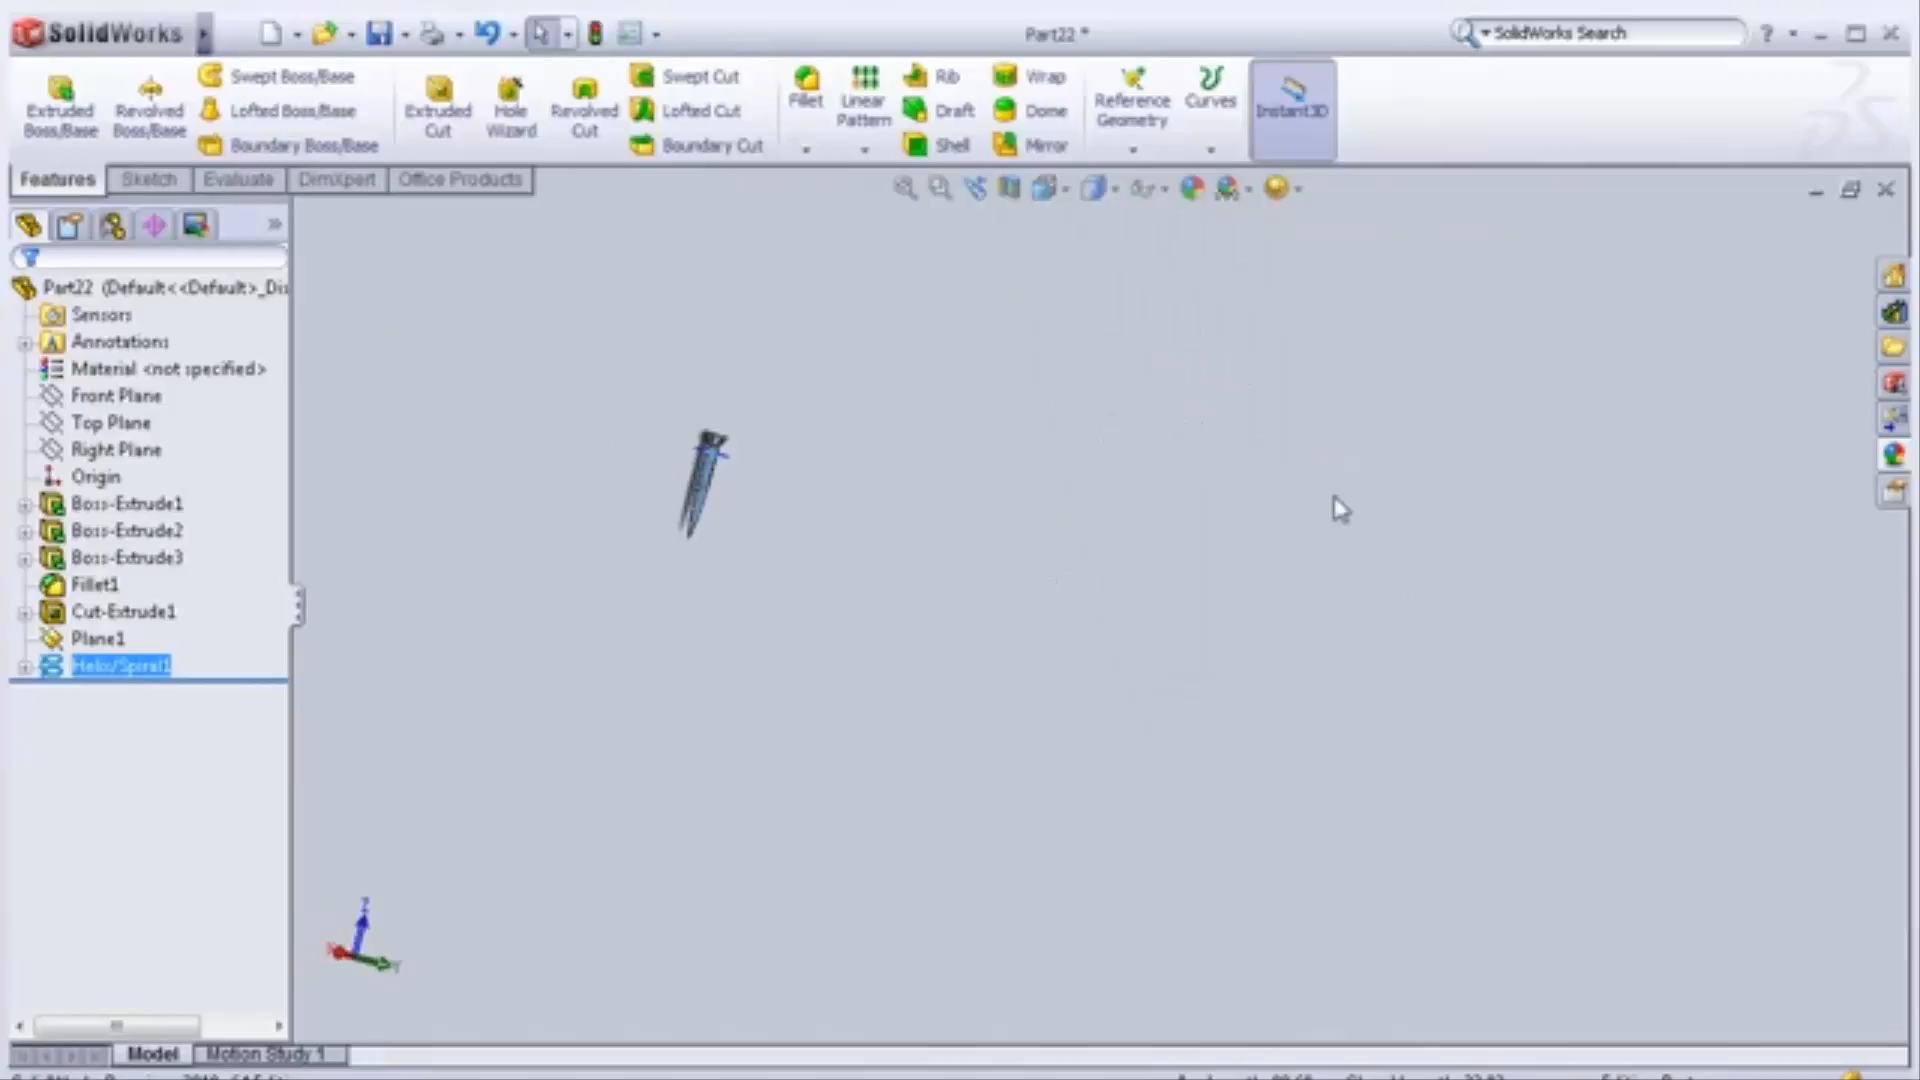 SolidWorks
Part22 *
SolidWorks Search
?
Extruded Boss/Base
Revolved Boss/Base
Swept Boss/Base
Lofted Boss/Base
Boundary Boss/Base
Extruded Cut
Hole Wizard
Revolved Cut
Swept Cut
Lofted Cut
Boundary Cut
Fillet
Linear Pattern
Rib
Draft
Shell
Wrap
Dome
Mirror
Reference Geometry
Curves
Instant3D
Features
Sketch
Evaluate
DimXpert
Office Products
Part22 (Default<<Default>_Dis
Sensors
Annotations
Material <not specified>
Front Plane
Top Plane
Right Plane
Origin
Boss-Extrude1
Boss-Extrude2
Boss-Extrude3
Fillet1
Cut-Extrude1
Plane1
Helix/Spiral1
Z
X
Y
Model
Motion Study 1